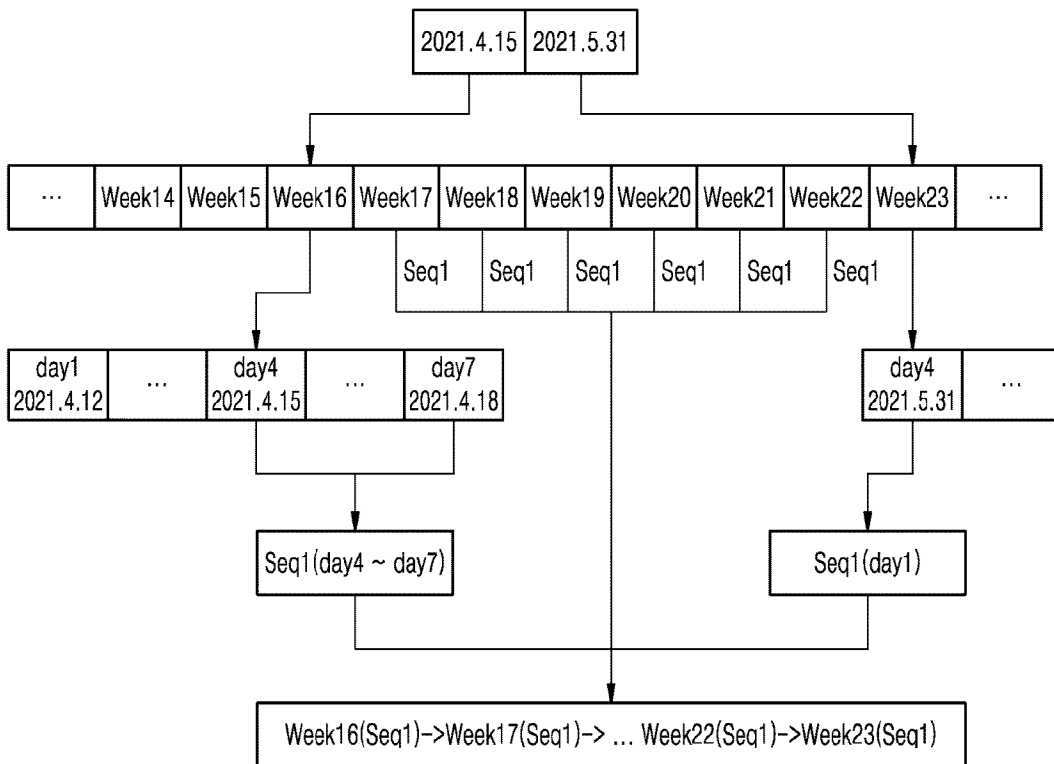 2021.4.15 2021.5.31
... Week14 Week15 Week16 Week17 Week18 Week19 Week20 Week21 Week22 Week23 ...
Seq1 Seq1 Seq1 Seq1 Seq1 Seq1
day1 ... day4 ... day7 day4 ...
2021.4.12 2021.4.15 2021.4.18 2021.5.31
Seq1(day4 ~ day7) Seq1(day1)
Week16(Seq1)->Week17(Seq1)-> ... Week22(Seq1)->Week23(Seq1)